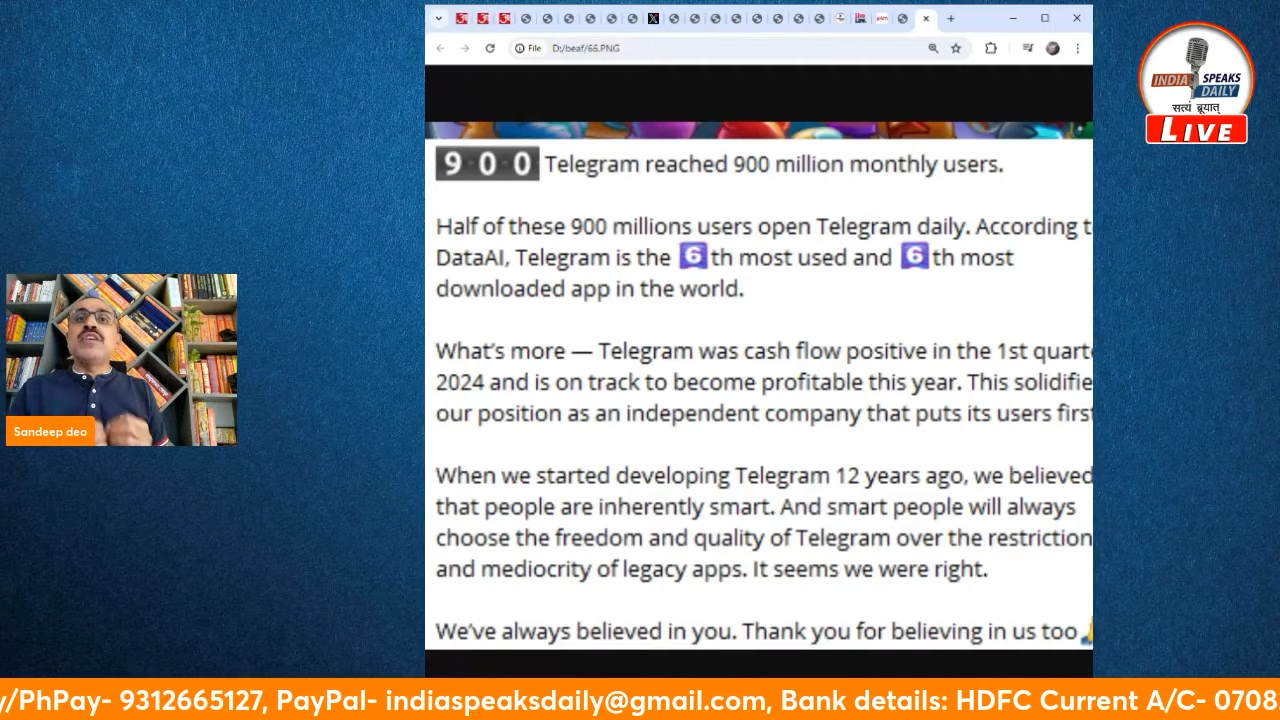 File D:/beaf/66.PNG
INDIA SPEAKS
DAILY
सत्यं ब्रूयात्
LIVE
900 Telegram reached 900 million monthly users.
Half of these 900 millions users open Telegram daily. According t
DataAI, Telegram is the 6 th most used and 6 th most
downloaded app in the world.
What's more — Telegram was cash flow positive in the 1st quart
2024 and is on track to become profitable this year. This solidifie
our position as an independent company that puts its users first
When we started developing Telegram 12 years ago, we believed
that people are inherently smart. And smart people will always
choose the freedom and quality of Telegram over the restriction
and mediocrity of legacy apps. It seems we were right.
We've always believed in you. Thank you for believing in us too
Sandeep deo
y/PhPay- 9312665127, PayPal- indiaspeaksdaily@gmail.com, Bank details: HDFC Current A/C- 0708